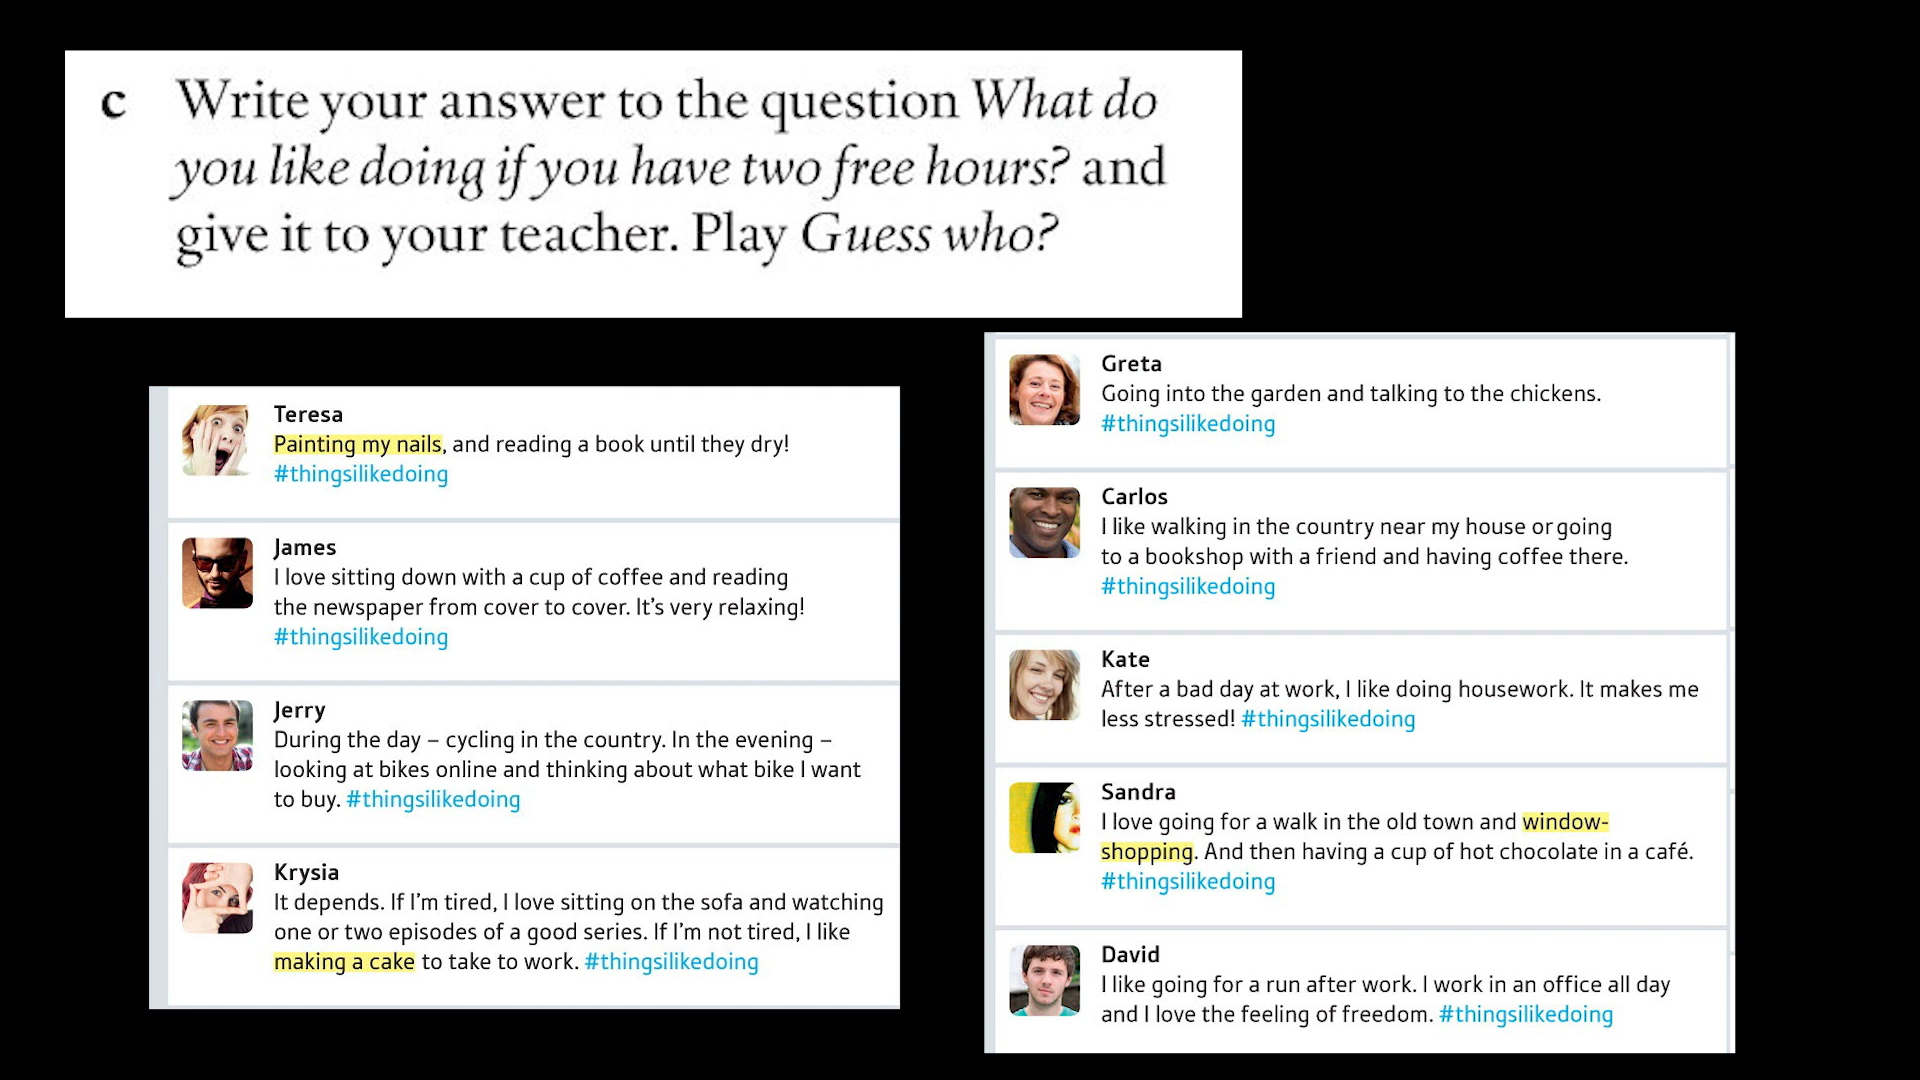 c Write your answer to the question What do
you like doing if you have two free hours? and
give it to your teacher. Play Guess who?
Teresa
Painting my nails, and reading a book until they dry!
#thingsilikedoing
James
I love sitting down with a cup of coffee and reading
the newspaper from cover to cover. It’s very relaxing!
#thingsilikedoing
Jerry
During the day – cycling in the country. In the evening –
looking at bikes online and thinking about what bike I want
to buy. #thingsilikedoing
Krysia
It depends. If I’m tired, I love sitting on the sofa and watching
one or two episodes of a good series. If I’m not tired, I like
making a cake to take to work. #thingsilikedoing
Greta
Going into the garden and talking to the chickens.
#thingsilikedoing
Carlos
I like walking in the country near my house or going
to a bookshop with a friend and having coffee there.
#thingsilikedoing
Kate
After a bad day at work, I like doing housework. It makes me
less stressed! #thingsilikedoing
Sandra
I love going for a walk in the old town and window-
shopping. And then having a cup of hot chocolate in a café.
#thingsilikedoing
David
I like going for a run after work. I work in an office all day
and I love the feeling of freedom. #thingsilikedoing